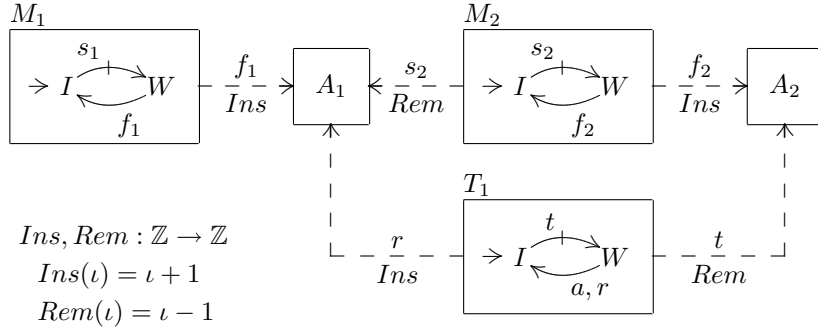 M₁ M₂
s₁ f₁ s₂ s₂ f₂
I W A₁ I W A₂
Ins Rem Ins
f₁ f₂
T₁
t
Ins, Rem : ℤ → ℤ
r I W t
Ins(ι) = ι + 1 Ins Rem
a, r
Rem(ι) = ι − 1